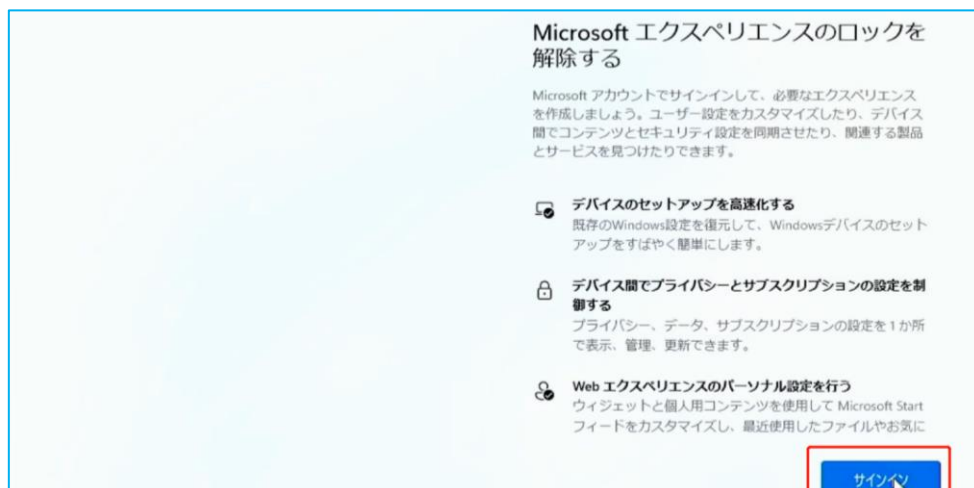 Microsoft エクスペリエンスのロックを
解除する
Microsoft アカウントでサインインして、必要なエクスペリエンス
を作成しましょう。ユーザー設定をカスタマイズしたり、デバイス
間でコンテンツとセキュリティ設定を同期させたり、関連する製品
とサービスを見つけたりできます。
デバイスのセットアップを高速化する
既存のWindows設定を復元して、Windowsデバイスのセット
アップをすばやく簡単にします。
デバイス間でプライバシーとサブスクリプションの設定を制
御する
プライバシー、データ、サブスクリプションの設定を1か所
で表示、管理、更新できます。
Web エクスペリエンスのパーソナル設定を行う
ウィジェットと個人用コンテンツを使用して Microsoft Start
フィードをカスタマイズし、最近使用したファイルやお気に
サインイン